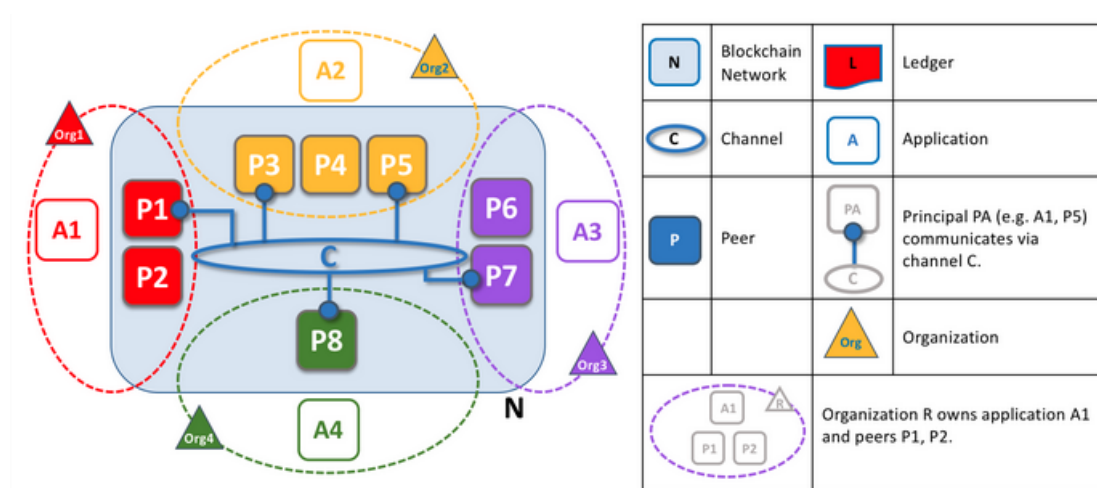 A2
Org2
Org1
P3
P4
P5
A1
P1
P6
A3
P2
C
P7
P8
Org3
N
A4
Org4
N
Blockchain
Network
L
Ledger
C
Channel
A
Application
P
Peer
PA
C
Principal PA (e.g. A1, P5)
communicates via
channel C.
Org
Organization
A1
R
P1
P2
Organization R owns application A1
and peers P1, P2.